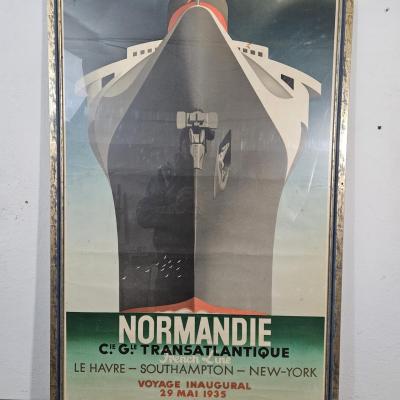 NORMANDIE
Cie Gle TRANSATLANTIQUE
French Line
LE HAVRE – SOUTHAMPTON – NEW-YORK
VOYAGE INAUGURAL
29 MAI 1935